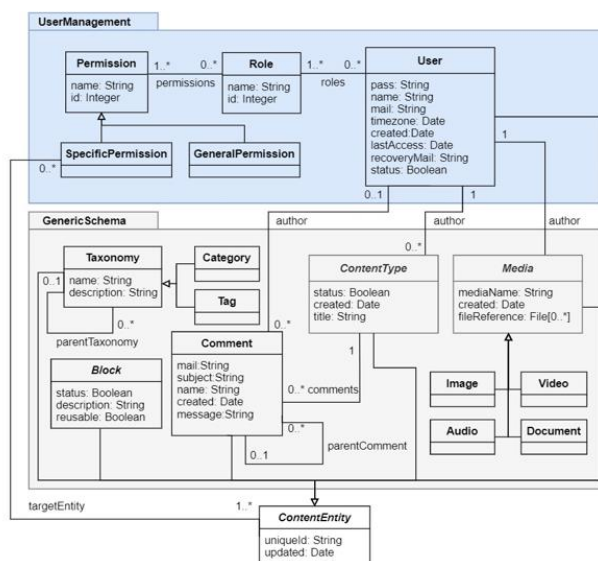 UserManagement
Permission
name: String
id: Integer
1..*
0..*
permissions
Role
name: String
id: Integer
1..*
0..*
roles
User
pass: String
name: String
mail: String
timezone: Date
created:Date
lastAccess: Date
recoveryMail: String
status: Boolean
SpecificPermission
GeneralPermission
0..*
0..1
1
1
author
author
author
GenericSchema
Taxonomy
name: String
description: String
0..1
0..*
parentTaxonomy
Category
Tag
0..*
ContentType
status: Boolean
created: Date
title: String
Media
mediaName: String
created: Date
fileReference: File[0..*]
0..*
Comment
mail:String
subject:String
name: String
created: Date
message:String
1
0..* comments
0..*
0..1
parentComment
Block
status: Boolean
description: String
reusable: Boolean
Image
Video
Audio
Document
targetEntity
1..*
ContentEntity
uniqueId: String
updated: Date